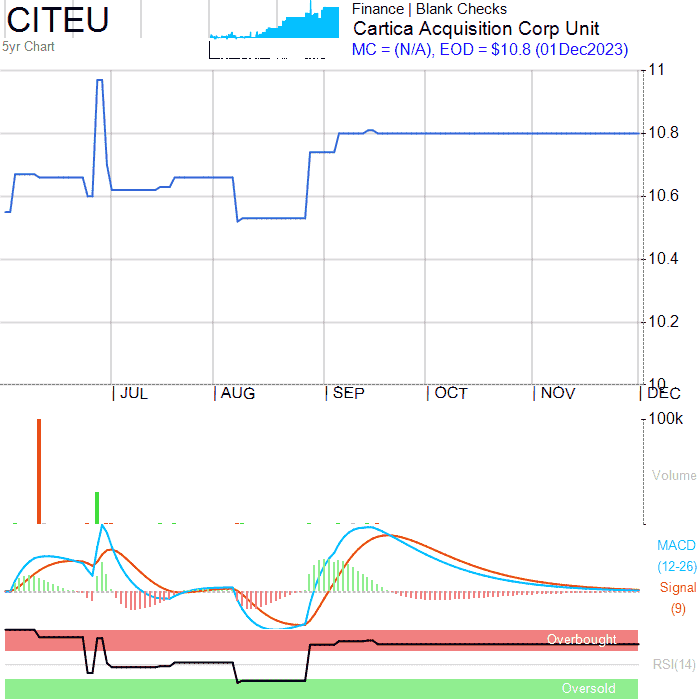 CITEU
5yr Chart
Finance | Blank Checks
Cartica Acquisition Corp Unit
MC = (N/A), EOD = $10.8 (01Dec2023)
11
10.8
10.6
10.4
10.2
10
JUL AUG SEP OCT NOV DEC
100k
Volume
MACD
(12-26)
Signal
(9)
Overbought
RSI(14)
Oversold